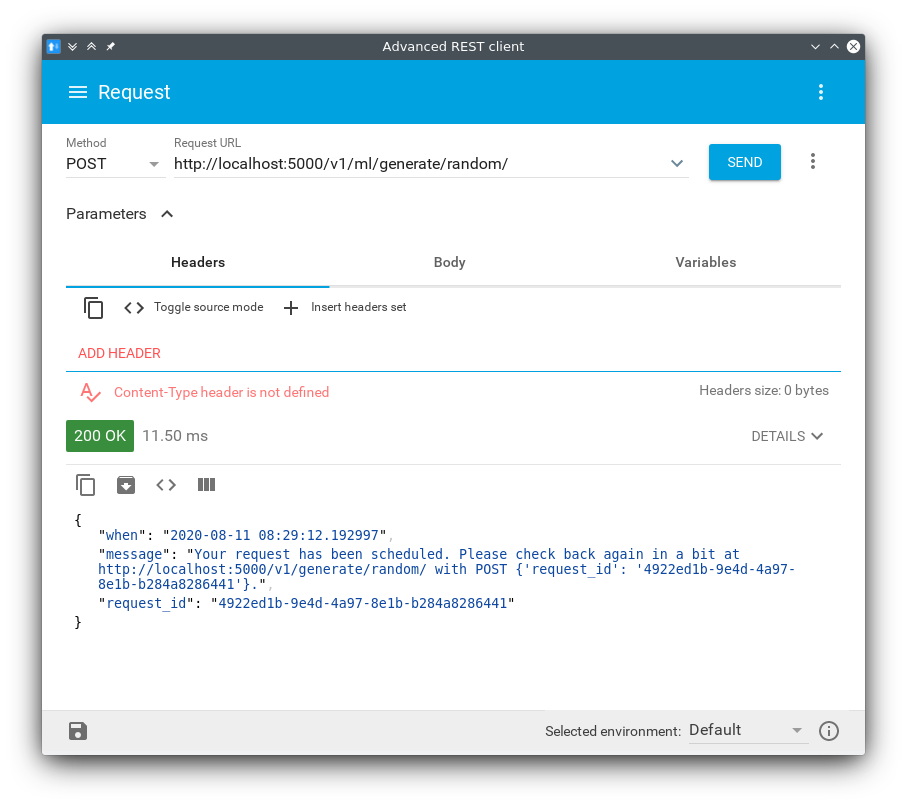 Advanced REST client
Request
Method
POST
Request URL
http://localhost:5000/v1/ml/generate/random/
SEND
Parameters
Headers
Body
Variables
Toggle source mode
Insert headers set
ADD HEADER
Content-Type header is not defined
Headers size: 0 bytes
200 OK
11.50 ms
DETAILS
{
"when": "2020-08-11 08:29:12.192997",
"message": "Your request has been scheduled. Please check back again in a bit at
http://localhost:5000/v1/generate/random/ with POST {'request_id': '4922ed1b-9e4d-4a97-
8e1b-b284a8286441'}.",
"request_id": "4922ed1b-9e4d-4a97-8e1b-b284a8286441"
}
Selected environment:
Default